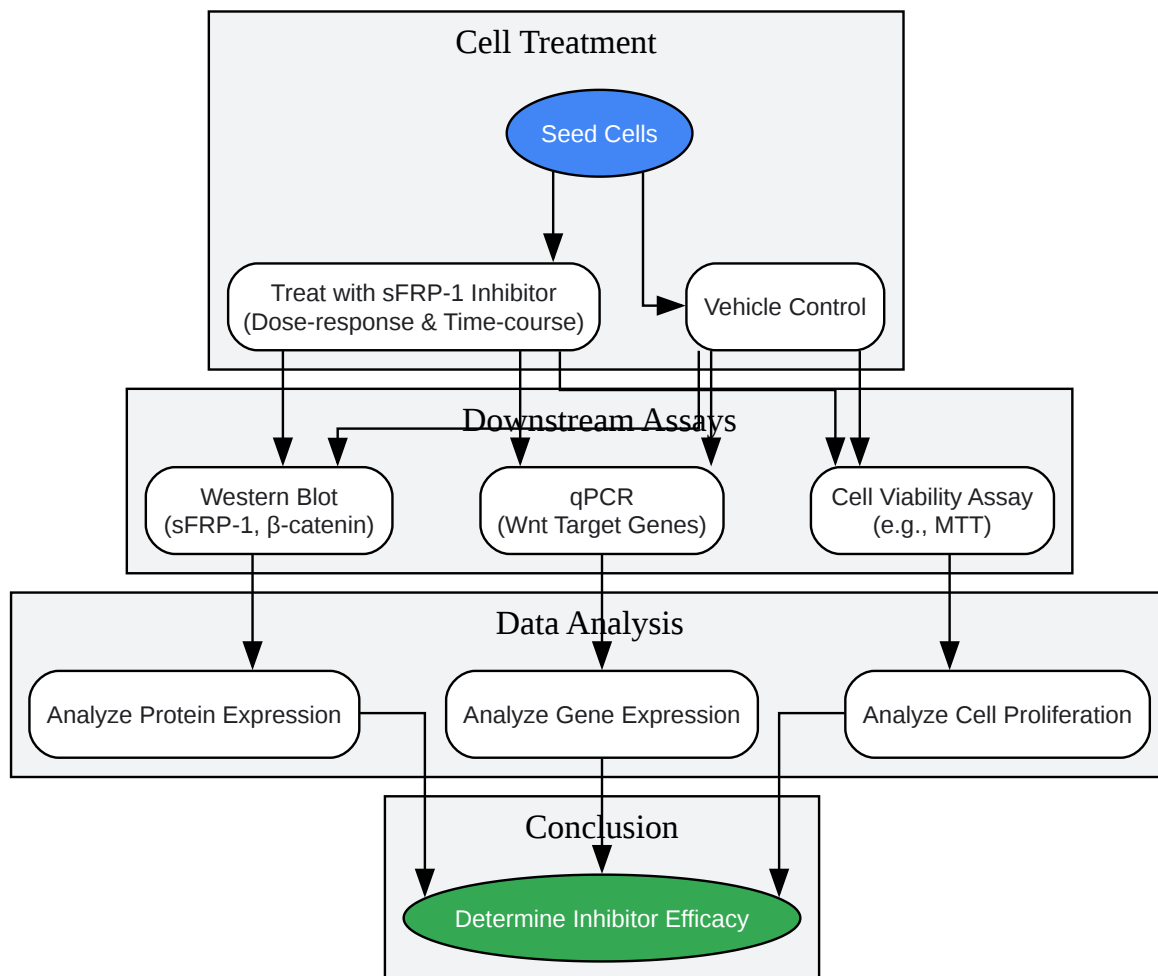 Cell Treatment
Seed Cells
Treat with sFRP-1 Inhibitor
(Dose-response & Time-course)
Vehicle Control
Downstream Assays
Western Blot
(sFRP-1, β-catenin)
qPCR
(Wnt Target Genes)
Cell Viability Assay
(e.g., MTT)
Data Analysis
Analyze Protein Expression
Analyze Gene Expression
Analyze Cell Proliferation
Conclusion
Determine Inhibitor Efficacy